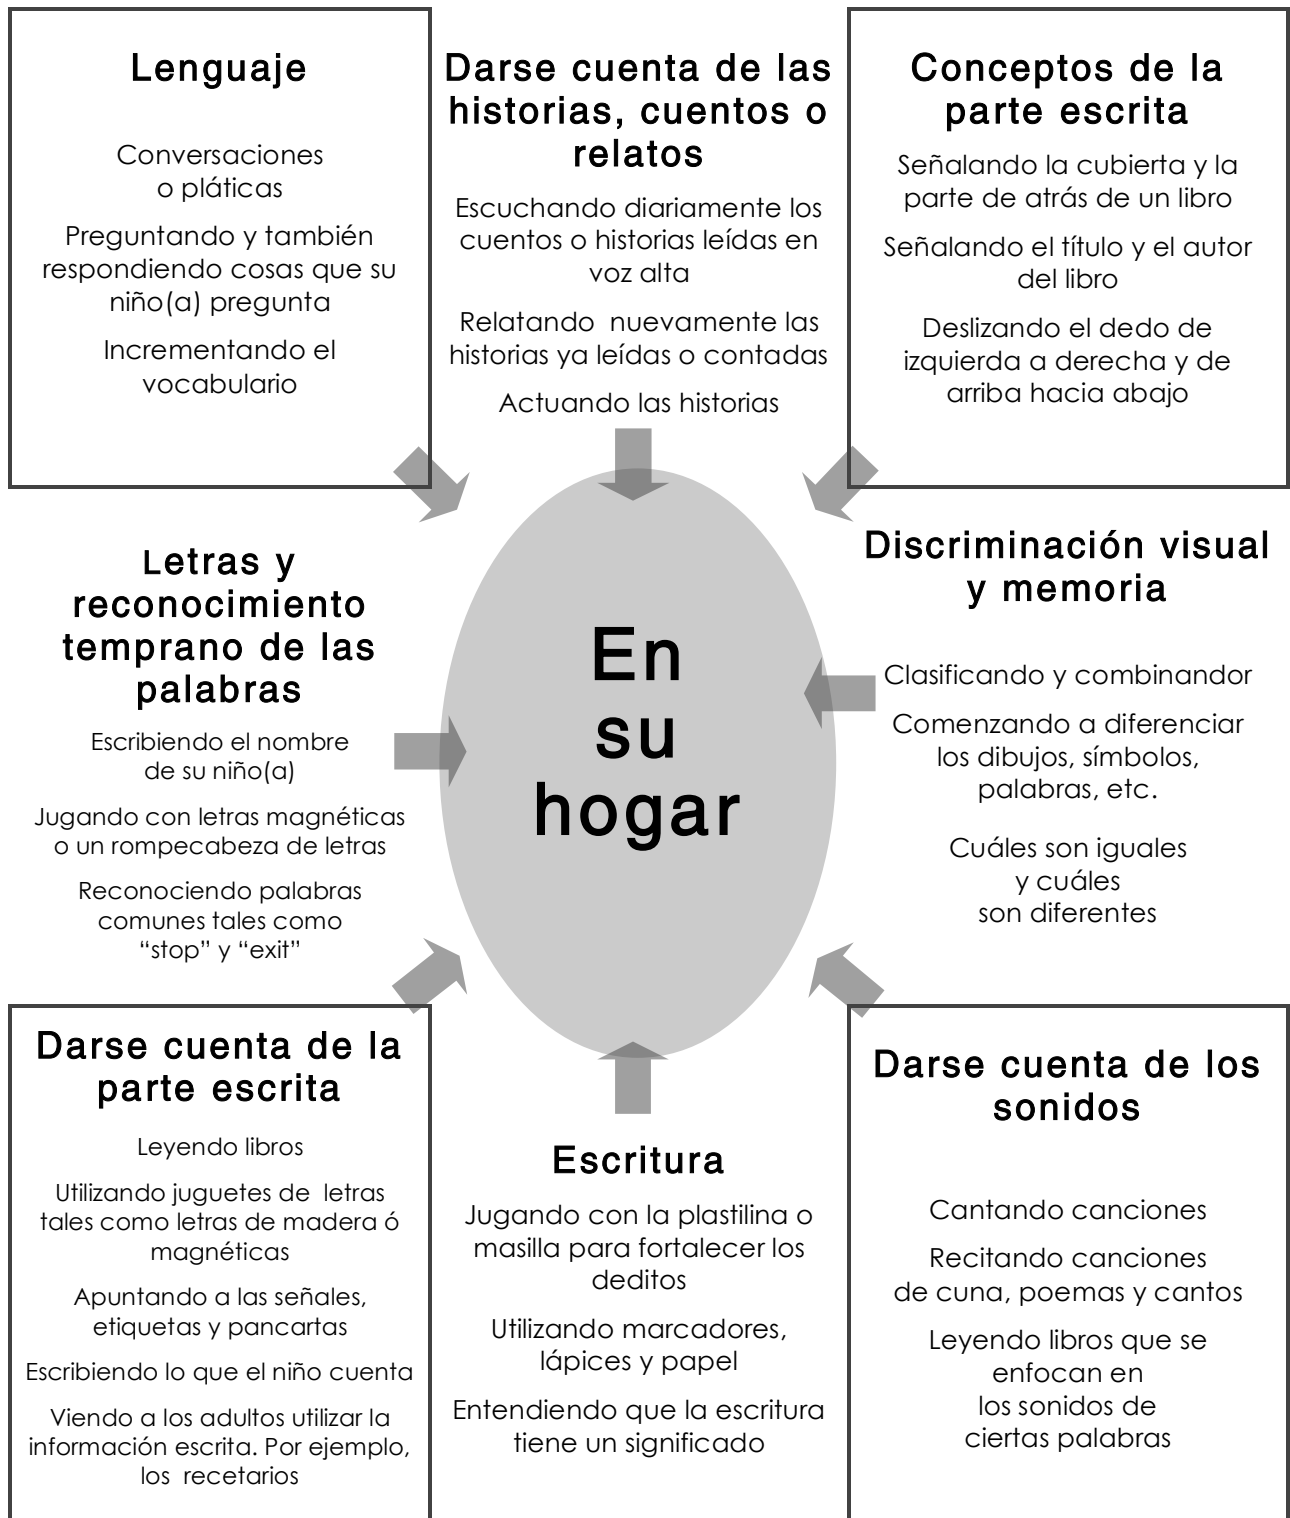 Lenguaje
Conversaciones
o pláticas
Preguntando y también
respondiendo cosas que su
niño(a) pregunta
Incrementando el
vocabulario
Darse cuenta de las
historias, cuentos o
relatos
Escuchando diariamente los
cuentos o historias leídas en
voz alta
Relatando nuevamente las
historias ya leídas o contadas
Actuando las historias
Conceptos de la
parte escrita
Señalando la cubierta y la
parte de atrás de un libro
Señalando el título y el autor
del libro
Deslizando el dedo de
izquierda a derecha y de
arriba hacia abajo
Letras y
reconocimiento
temprano de las
palabras
Escribiendo el nombre
de su niño(a)
Jugando con letras magnéticas
o un rompecabeza de letras
Reconociendo palabras
comunes tales como
“stop” y “exit”
En
su
hogar
Discriminación visual
y memoria
Clasificando y combinandor
Comenzando a diferenciar
los dibujos, símbolos,
palabras, etc.
Cuáles son iguales
y cuáles
son diferentes
Darse cuenta de la
parte escrita
Leyendo libros
Utilizando juguetes de letras
tales como letras de madera ó
magnéticas
Apuntando a las señales,
etiquetas y pancartas
Escribiendo lo que el niño cuenta
Viendo a los adultos utilizar la
información escrita. Por ejemplo,
los recetarios
Escritura
Jugando con la plastilina o
masilla para fortalecer los
deditos
Utilizando marcadores,
lápices y papel
Entendiendo que la escritura
tiene un significado
Darse cuenta de los
sonidos
Cantando canciones
Recitando canciones
de cuna, poemas y cantos
Leyendo libros que se
enfocan en
los sonidos de
ciertas palabras